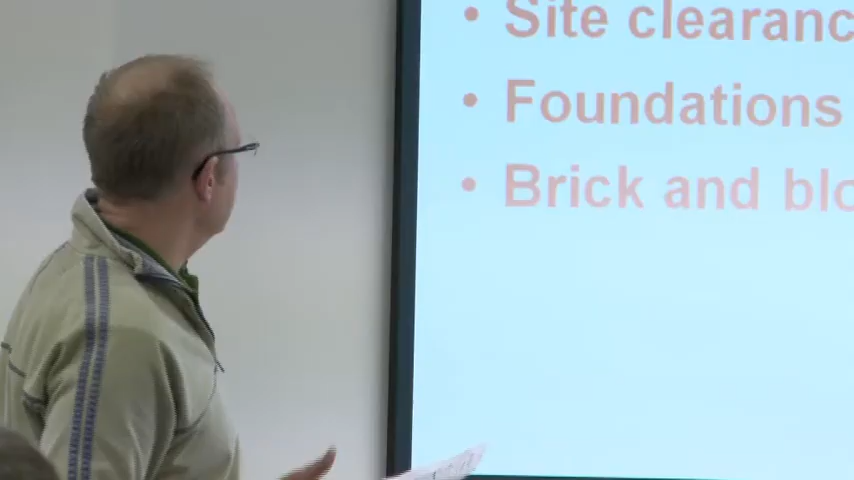 • Site clearanc
• Foundations
• Brick and blo